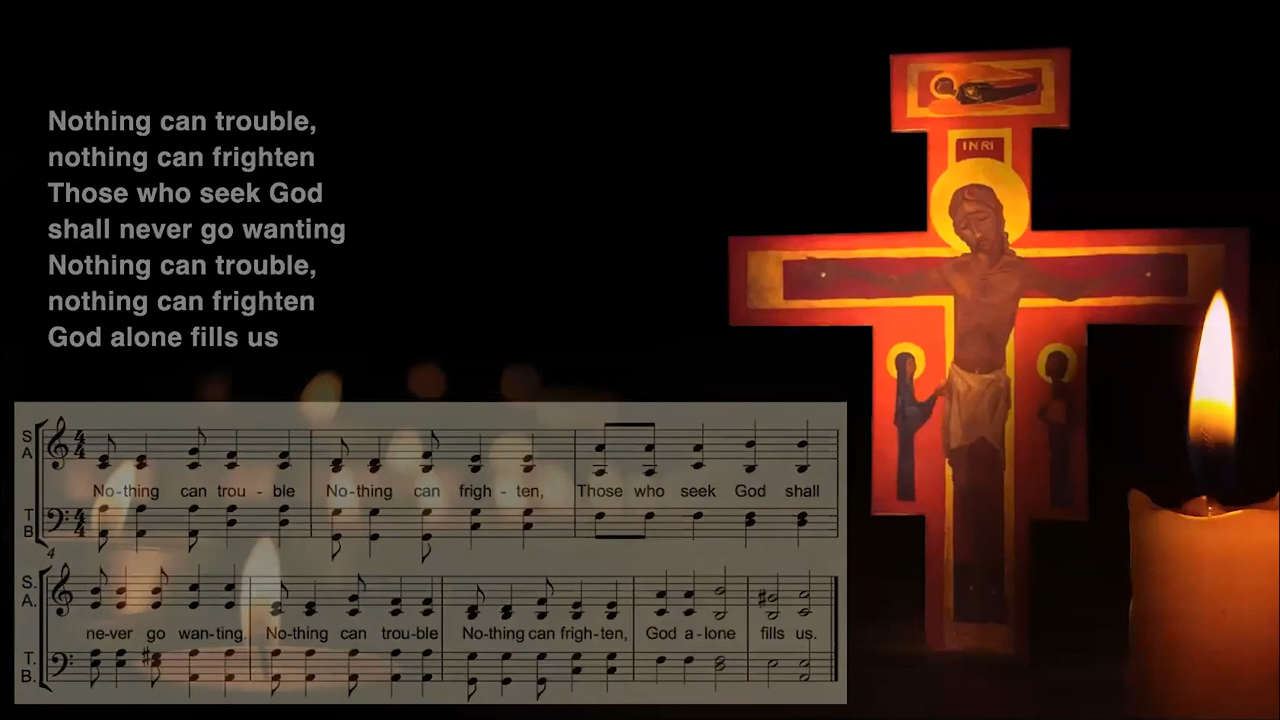 Nothing can trouble,
nothing can frighten
Those who seek God
shall never go wanting
Nothing can trouble,
nothing can frighten
God alone fills us
INRI
S
A
No-thing can trou - ble No-thing can frigh - ten, Those who seek God shall
T
B
4
S.
A.
ne-ver go wan-ting. No-thing can trou-ble No-thing can frigh-ten, God a-lone fills us.
T.
B.